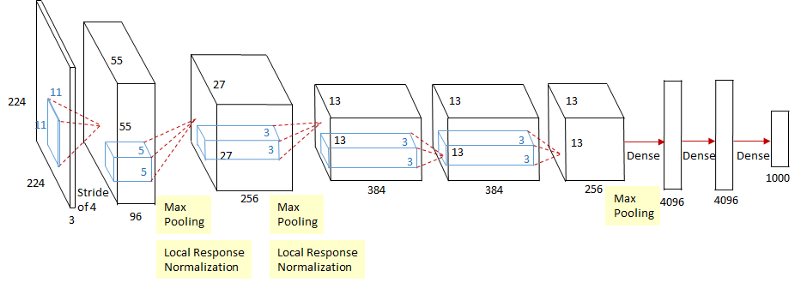 224
11
11
224
3
Stride
of 4
55
55
5
5
96
Max
Pooling
Local Response
Normalization
27
3
3
27
256
Max
Pooling
Local Response
Normalization
13
13
3
3
384
13
13
3
3
384
13
13
256
Max
Pooling
Dense
4096
Dense
4096
Dense
1000